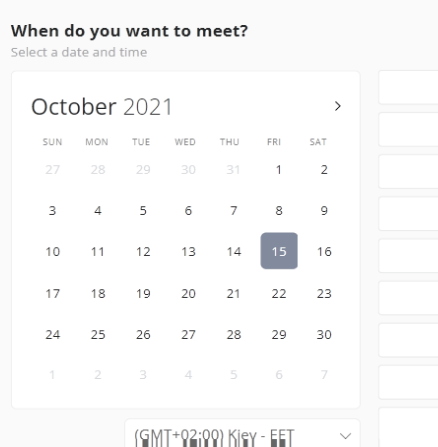 When do you want to meet?
Select a date and time
October 2021
SUN MON TUE WED THU FRI SAT
27 28 29 30 31 1 2
3 4 5 6 7 8 9
10 11 12 13 14 15 16
17 18 19 20 21 22 23
24 25 26 27 28 29 30
1 2 3 4 5 6 7
(GMT+02:00) Kiev - EET